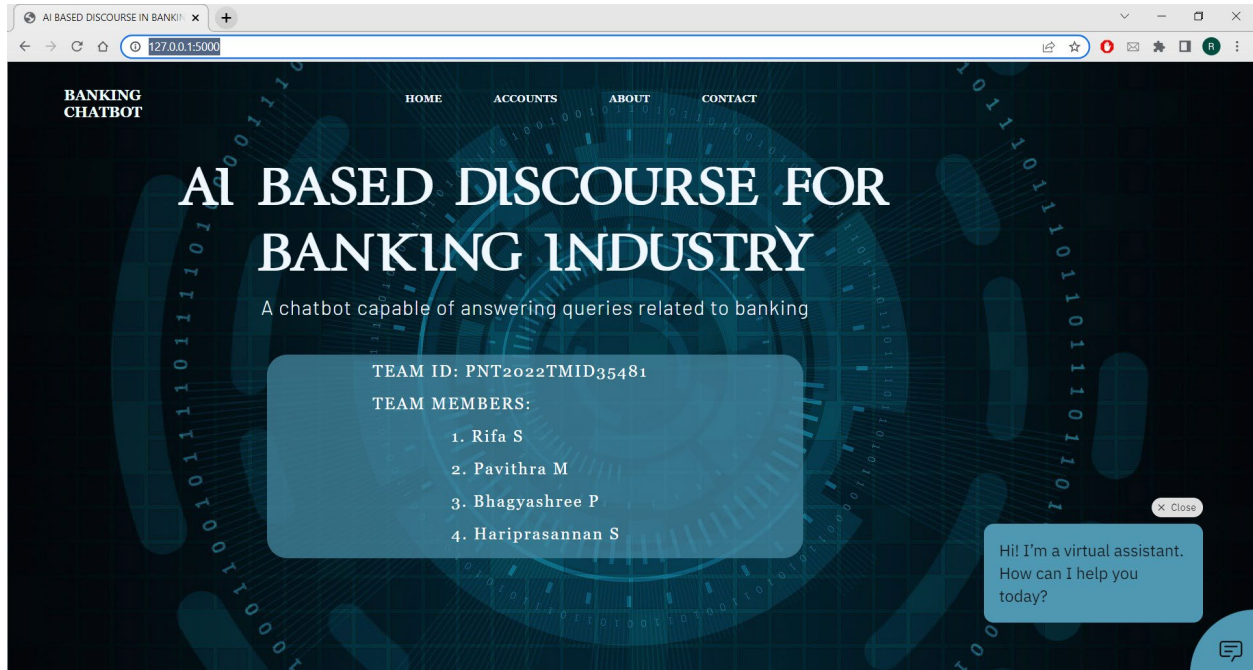 AI BASED DISCOURSE IN BANKIN
127.0.0.1:5000
R
BANKING
CHATBOT
HOME ACCOUNTS ABOUT CONTACT
AI BASED DISCOURSE FOR
BANKING INDUSTRY
A chatbot capable of answering queries related to banking
TEAM ID: PNT2022TMID35481
TEAM MEMBERS:
1. Rifa S
2. Pavithra M
3. Bhagyashree P
4. Hariprasannan S
× Close
Hi! I'm a virtual assistant.
How can I help you
today?